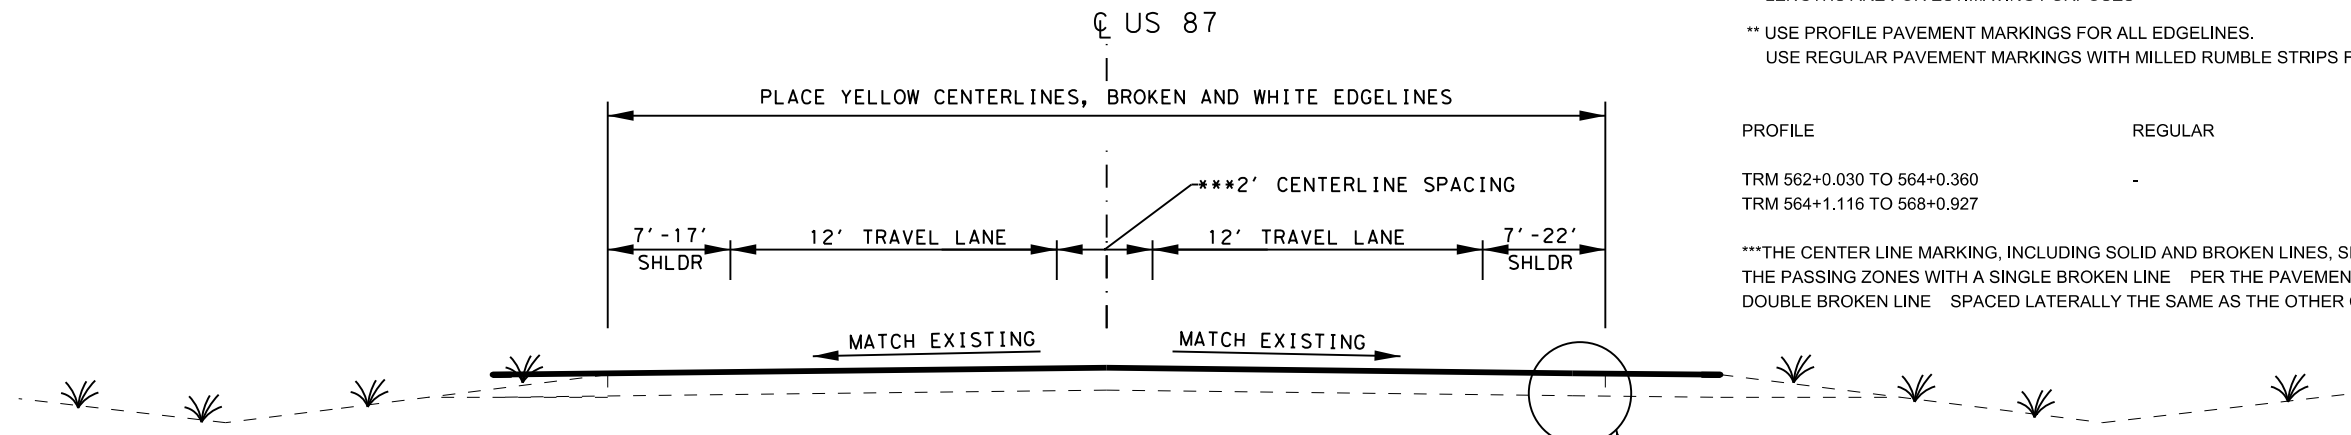 ℄ US 87
PLACE YELLOW CENTERLINES, BROKEN AND WHITE EDGELINES
***2' CENTERLINE SPACING
7'-17'
SHLDR
12' TRAVEL LANE
12' TRAVEL LANE
7'-22'
SHLDR
MATCH EXISTING
MATCH EXISTING
** USE PROFILE PAVEMENT MARKINGS FOR ALL EDGELINES.
USE REGULAR PAVEMENT MARKINGS WITH MILLED RUMBLE STRIPS
PROFILE REGULAR
TRM 562+0.030 TO 564+0.360 -
TRM 564+1.116 TO 568+0.927
***THE CENTER LINE MARKING, INCLUDING SOLID AND BROKEN LINES,
THE PASSING ZONES WITH A SINGLE BROKEN LINE PER THE PAVEMEN
DOUBLE BROKEN LINE SPACED LATERALLY THE SAME AS THE OTHER